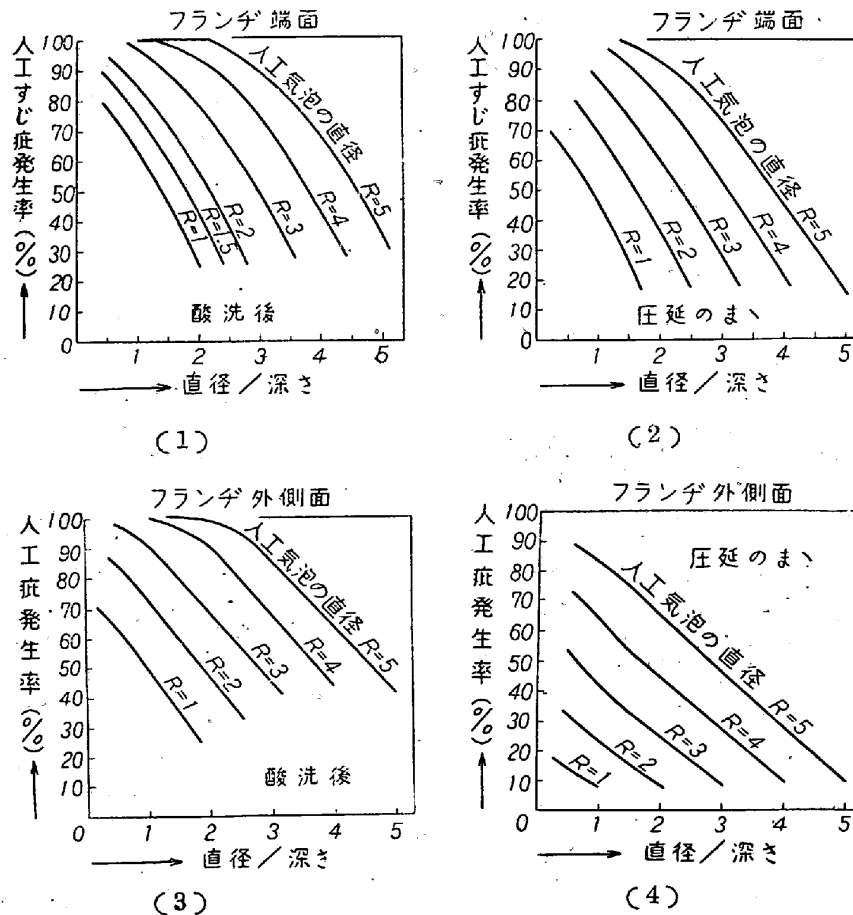 フランヂ端面
人工すじ疵発生率(%)
100
90
80
70
60
50
40
30
20
10
0
人工気泡の直径 R=5
R=4
R=3
R=2
R=1.5
R=1
酸洗後
1 2 3 4 5
直径/深さ
(1)
フランヂ端面
人工すじ疵発生率(%)
100
90
80
70
60
50
40
30
20
10
0
人工気泡の直径 R=5
R=4
R=3
R=2
R=1
圧延のまヽ
1 2 3 4 5
直径/深さ
(2)
フランヂ外側面
人工疵発生率(%)
100
90
80
70
60
50
40
30
20
10
人工気泡の直径 R=5
R=4
R=3
R=2
R=1
酸洗後
0 1 2 3 4 5
直径/深さ
(3)
フランヂ外側面
人工疵発生率(%)
100
90
80
70
60
50
40
30
20
10
圧延のまヽ
人工気泡の直径 R=5
R=4
R=3
R=2
R=1
0 1 2 3 4 5
直径/深さ
(4)